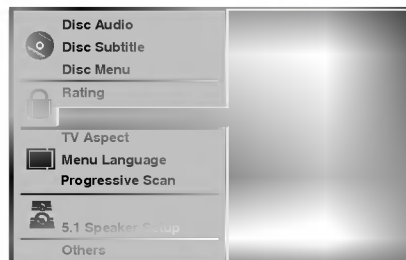 Disc Audio
Disc Subtitle
Disc Menu
Rating
TV Aspect
Menu Language
Progressive Scan
5.1 Speaker Setup
Others